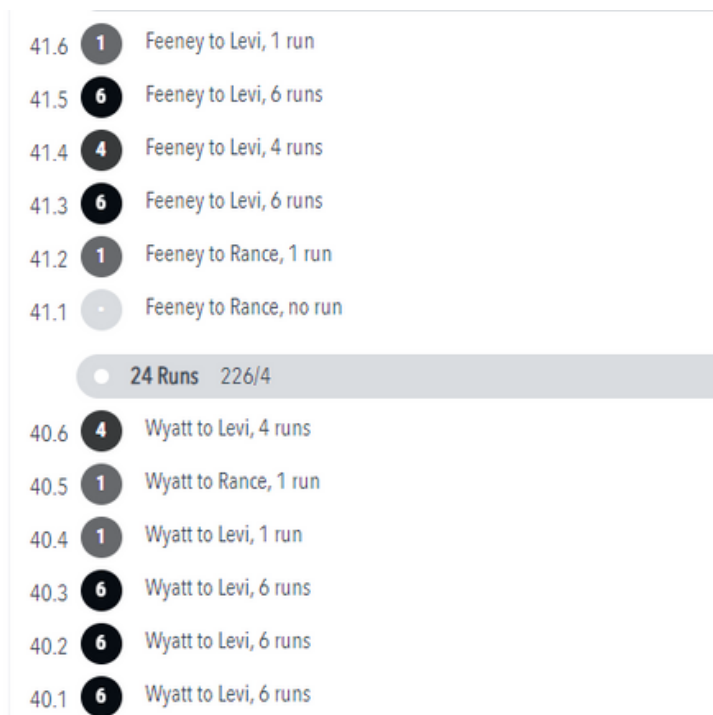 41.6 1 Feeney to Levi, 1 run
41.5 6 Feeney to Levi, 6 runs
41.4 4 Feeney to Levi, 4 runs
41.3 6 Feeney to Levi, 6 runs
41.2 1 Feeney to Rance, 1 run
41.1 · Feeney to Rance, no run
24 Runs 226/4
40.6 4 Wyatt to Levi, 4 runs
40.5 1 Wyatt to Rance, 1 run
40.4 1 Wyatt to Levi, 1 run
40.3 6 Wyatt to Levi, 6 runs
40.2 6 Wyatt to Levi, 6 runs
40.1 6 Wyatt to Levi, 6 runs